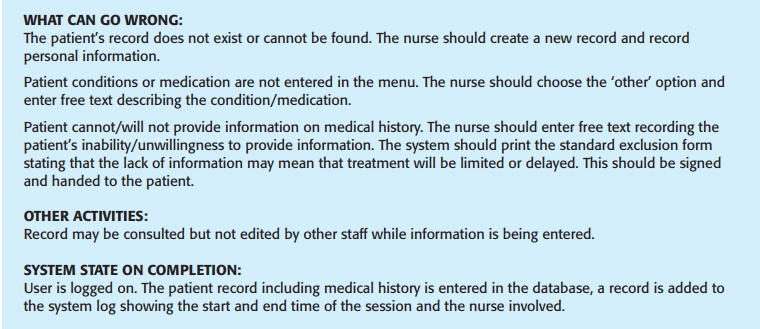 WHAT CAN GO WRONG:
The patient's record does not exist or cannot be found. The nurse should create a new record and record
personal information.
Patient conditions or medication are not entered in the menu. The nurse should choose the ‘other’ option and
enter free text describing the condition/medication.
Patient cannot/will not provide information on medical history. The nurse should enter free text recording the
patient's inability/unwillingness to provide information. The system should print the standard exclusion form
stating that the lack of information may mean that treatment will be limited or delayed. This should be signed
and handed to the patient.
OTHER ACTIVITIES:
Record may be consulted but not edited by other staff while information is being entered.
SYSTEM STATE ON COMPLETION:
User is logged on. The patient record including medical history is entered in the database, a record is added to
the system log showing the start and end time of the session and the nurse involved.